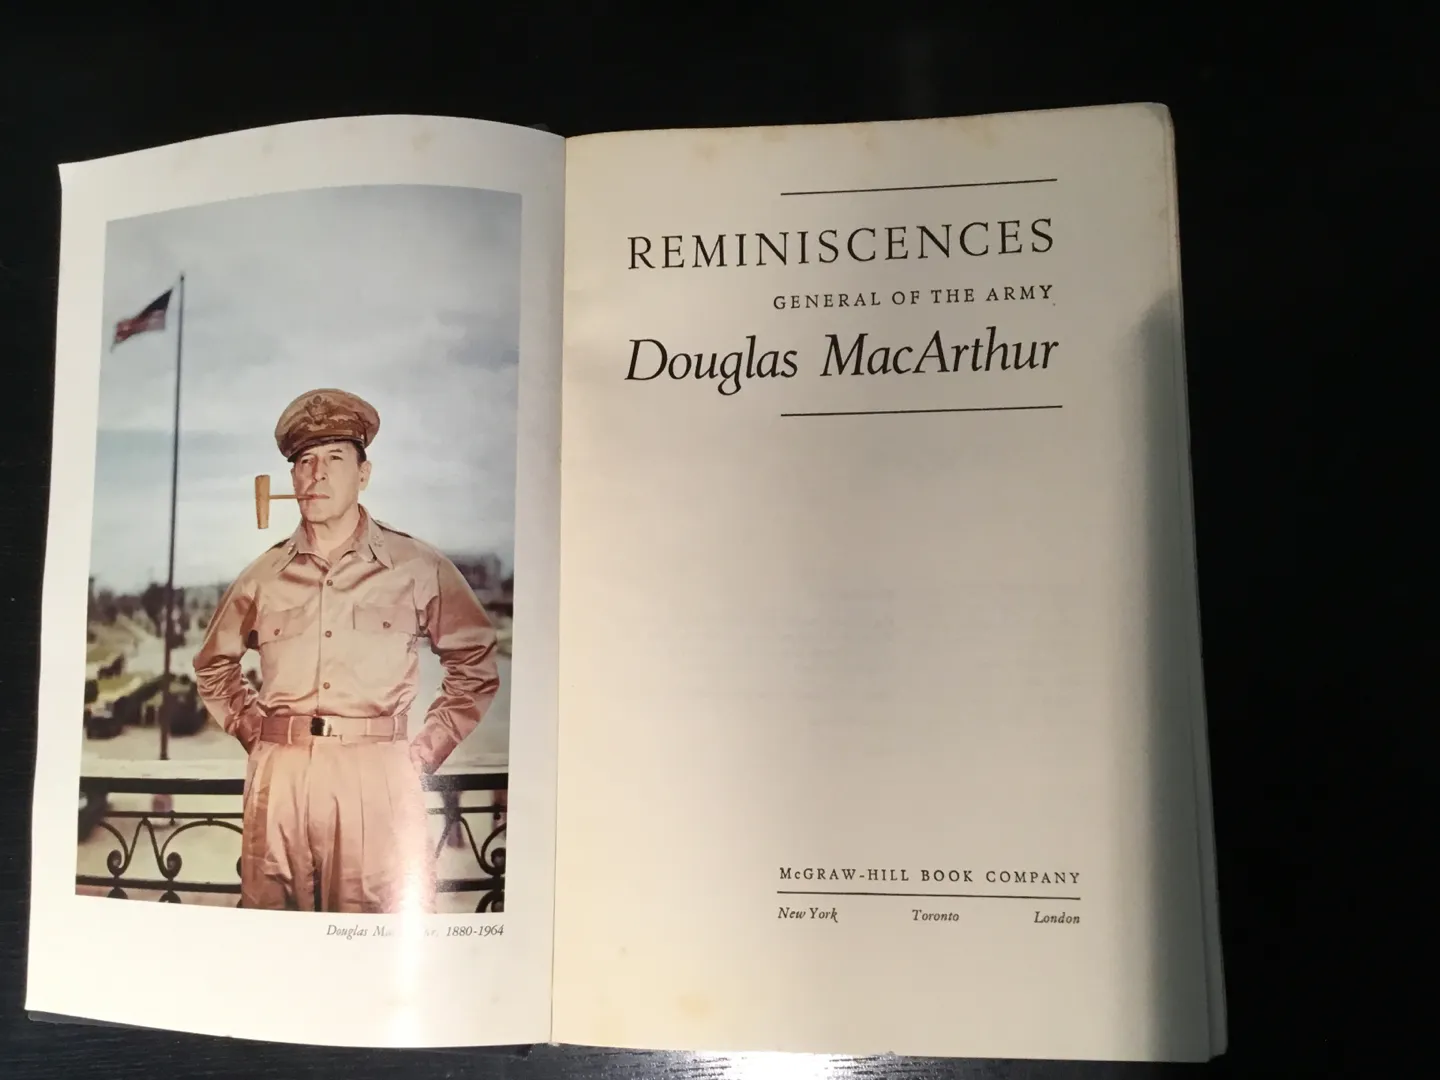 Douglas 1880-1964
REMINISCENCES
GENERAL OF THE ARMY
Douglas MacArthur
McGRAW-HILL BOOK COMPANY
New York Toronto London